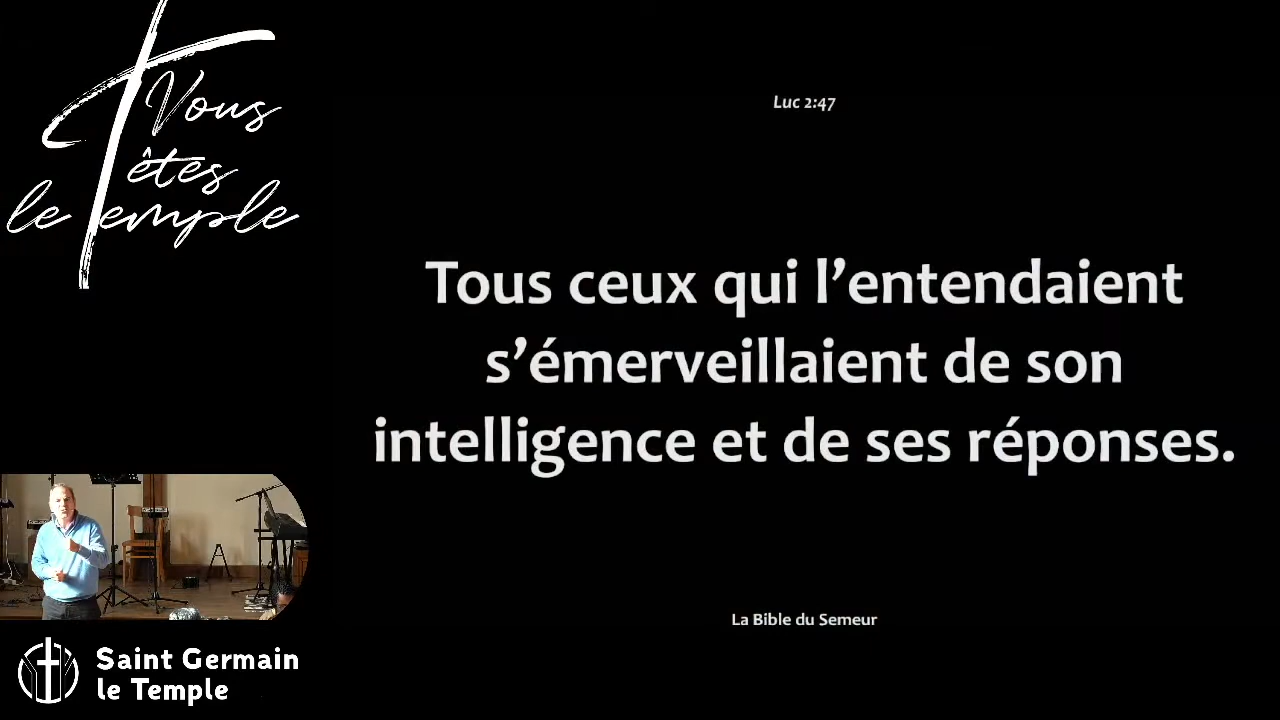 Vous
êtes
le Temple
Luc 2:47
Tous ceux qui l’entendaient
s’émerveillaient de son
intelligence et de ses réponses.
La Bible du Semeur
Saint Germain
le Temple